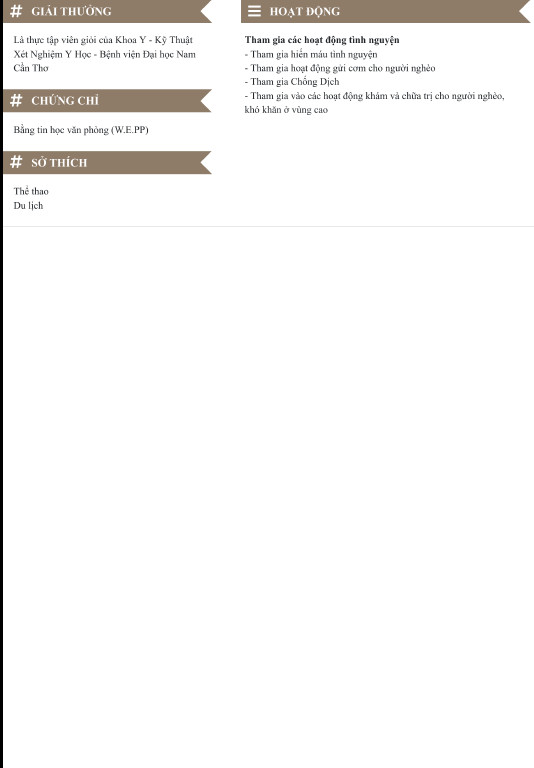 # GIẢI THƯỞNG
Là thực tập viên giỏi của Khoa Y - Kỹ Thuật
Xét Nghiệm Y Học - Bệnh viện Đại học Nam
Cần Thơ
# CHỨNG CHỈ
Bằng tin học văn phòng (W.E.PP)
# SỞ THÍCH
Thể thao
Du lịch
HOẠT ĐỘNG
Tham gia các hoạt động tình nguyện
- Tham gia hiến máu tình nguyện
- Tham gia hoạt động gửi cơm cho người nghèo
- Tham gia Chống Dịch
- Tham gia vào các hoạt động khám và chữa trị cho người nghèo,
khó khăn ở vùng cao